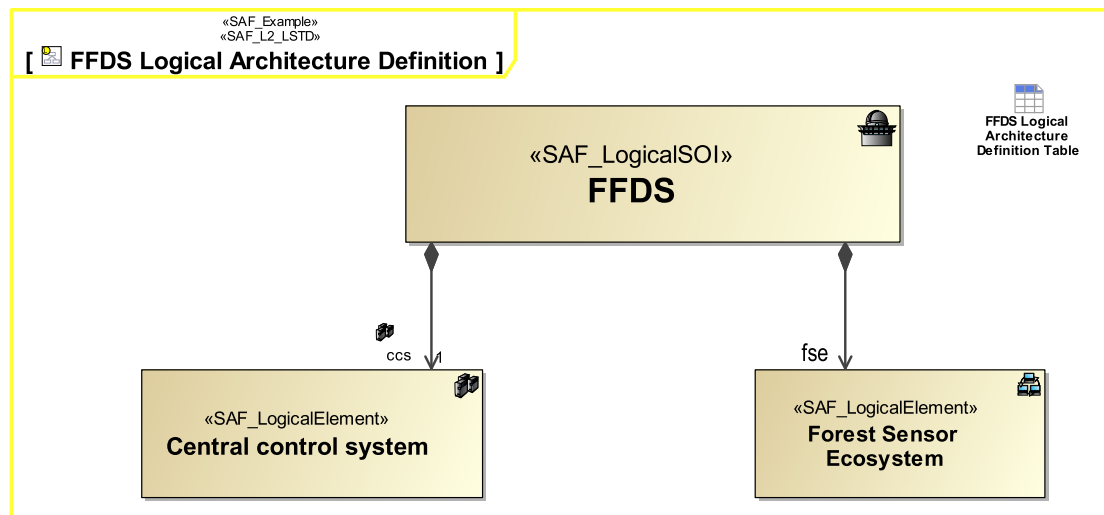 «SAF_Example»
«SAF_L2_LSTD»
[ FFDS Logical Architecture Definition ]
FFDS Logical
Architecture
Definition Table
«SAF_LogicalSOI»
FFDS
ccs
1
fse
«SAF_LogicalElement»
Central control system
«SAF_LogicalElement»
Forest Sensor
Ecosystem